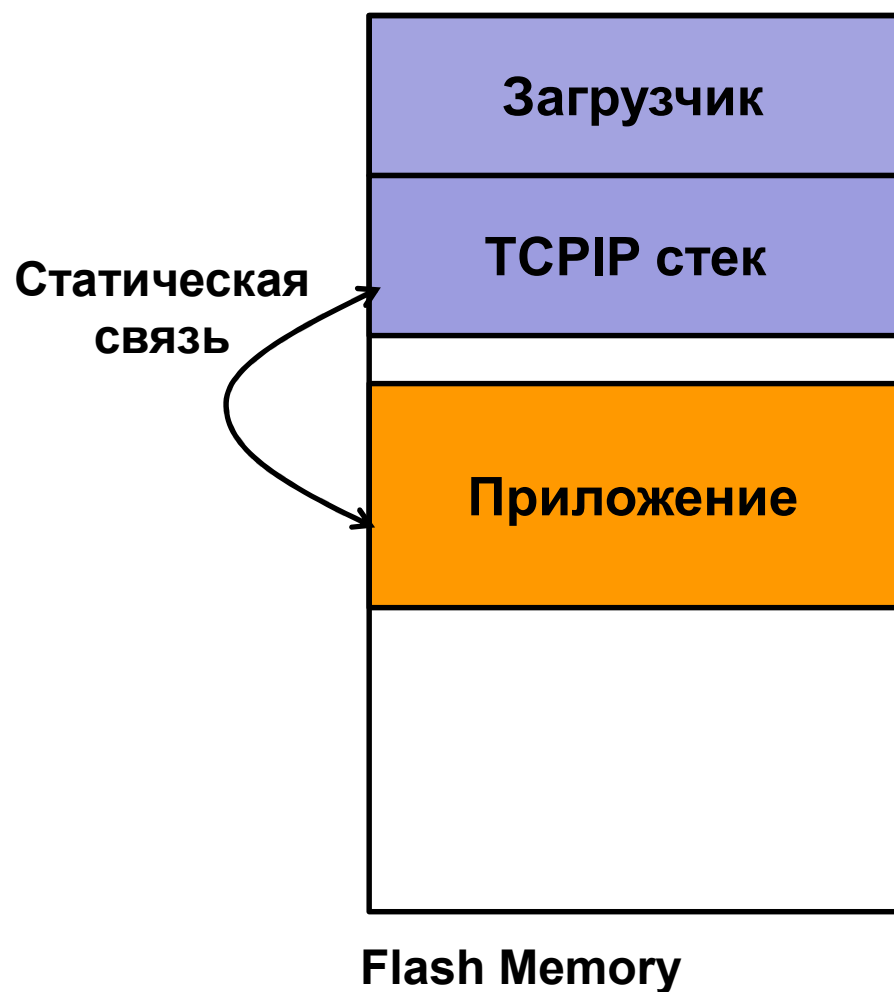 Загрузчик
TCPIP стек
Статическая
связь
Приложение
Flash Memory